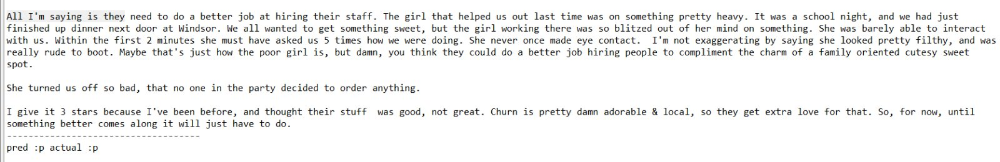 All I'm saying is they need to do a better job at hiring their staff. The girl that helped us out last time was on something pretty heavy. It was a school night, and we had just
finished up dinner next door at Windsor. We all wanted to get something sweet, but the girl working there was so blitzed out of her mind on something. She was barely able to interact
with us. Within the first 2 minutes she must have asked us 5 times how we were doing. She never once made eye contact.  I'm not exaggerating by saying she looked pretty filthy, and was
really rude to boot. Maybe that's just how the poor girl is, but damn, you think they could do a better job hiring people to compliment the charm of a family oriented cutesy sweet
spot.

She turned us off so bad, that no one in the party decided to order anything.

I give it 3 stars because I've been before, and thought their stuff  was good, not great. Churn is pretty damn adorable & local, so they get extra love for that. So, for now, until
something better comes along it will just have to do.
------------------------------------
pred :p actual :p